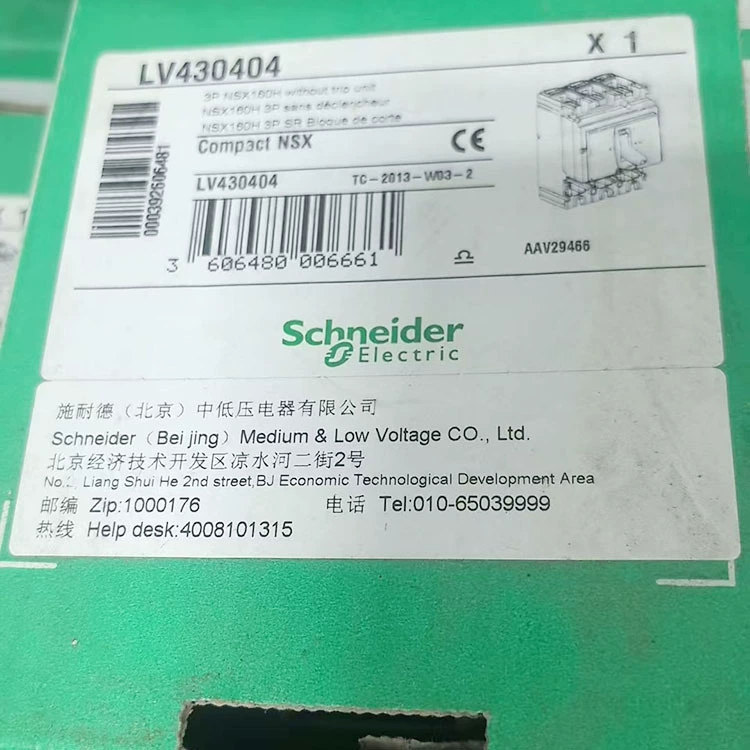 LV430404
X 1
3P NSX160H without trip unit
NSX160H 3P sans déclencheur
NSX160H 3P SR Bloque de corte
Compact NSX
CE
LV430404 TC-2013-W03-2
000392606481
3 606480 006661
AAV29466
Schneider
Electric
施耐德（北京）中低压电器有限公司
Schneider（Beijing）Medium & Low Voltage CO., Ltd.
北京经济技术开发区凉水河二街2号
Liang Shui He 2nd street,BJ Economic Technological Development Area
邮编 Zip:1000176 电话 Tel:010-65039999
热线 Help desk:4008101315